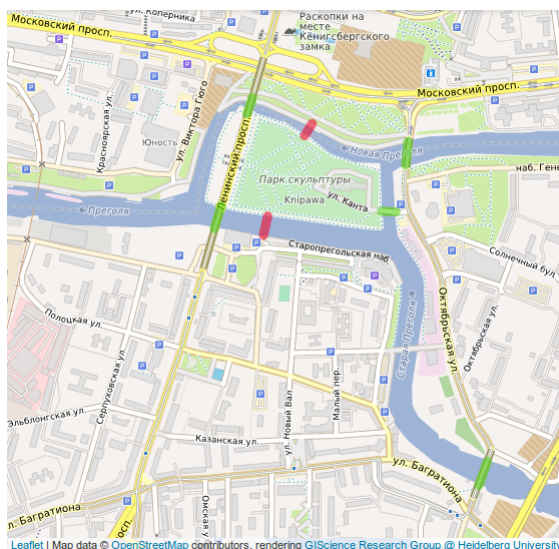 ул. Коперника
Московский просп.
Раскопки на
месте
Кёнигсбергского
замка
Московский просп.
Красноярская ул.
ул. Виктора Гюго
Юность
Ленинский просп.
Новая Преголя
наб. Гене
Парк скульптуры
Knipawa
ул. Канта
Преголя
Старопрегольская наб
Солнечный бул
Октябрьская ул.
Старая Преголя
Октябрьская ул.
Полоцкая ул.
Серпуховская ул.
Эльблонгская ул.
ул. Новый Вал
Малый пер.
Казанская ул.
ул. Багратиона
ул. Багратиона
Омская у
просп.
Leaflet | Map data © OpenStreetMap contributors, rendering GIScience Research Group @ Heidelberg Universit